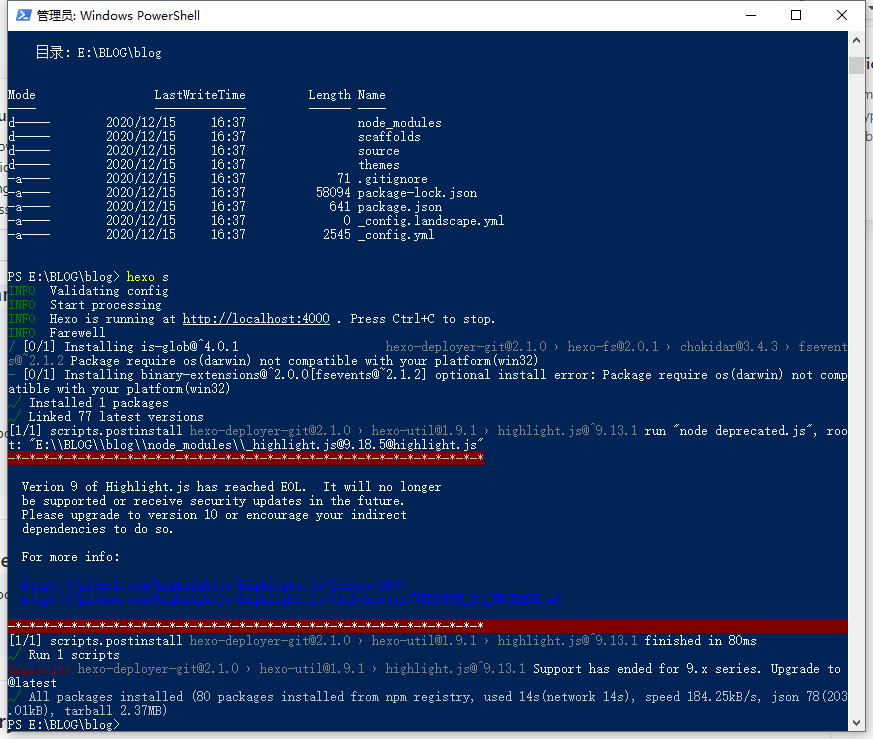 管理员: Windows PowerShell
目录: E:\BLOG\blog
Mode LastWriteTime Length Name
d----- 2020/12/15 16:37 node_modules
d----- 2020/12/15 16:37 scaffolds
d----- 2020/12/15 16:37 source
d----- 2020/12/15 16:37 themes
-a---- 2020/12/15 16:37 71 .gitignore
-a---- 2020/12/15 16:37 58094 package-lock.json
-a---- 2020/12/15 16:37 641 package.json
-a---- 2020/12/15 16:37 0 _config.landscape.yml
-a---- 2020/12/15 16:37 2545 _config.yml
PS E:\BLOG\blog> hexo s
INFO Validating config
INFO Start processing
INFO Hexo is running at http://localhost:4000 . Press Ctrl+C to stop.
INFO Farewell
/ [0/1] Installing is-glob@^4.0.1 hexo-deployer-git@2.1.0 › hexo-fs@2.0.1 › chokidar@3.4.3 › fsevent
s@~2.1.2 Package require os(darwin) not compatible with your platform(win32)
- [0/1] Installing binary-extensions@^2.0.0[fsevents@~2.1.2] optional install error: Package require os(darwin) not comp
atible with your platform(win32)
√ Installed 1 packages
√ Linked 77 latest versions
[1/1] scripts.postinstall hexo-deployer-git@2.1.0 › hexo-util@1.9.1 › highlight.js@^9.13.1 run "node deprecated.js", roo
t: "E:\\BLOG\\blog\\node_modules\\_highlight.js@9.18.5@highlight.js"
-*-*-*-*-*-*-*-*-*-*-*-*-*-*-*-*-*-*-*-*-*-*-*-*-*-*-*-*-*-*-*-*-*-*
Verion 9 of Highlight.js has reached EOL. It will no longer
be supported or receive security updates in the future.
Please upgrade to version 10 or encourage your indirect
dependencies to do so.
For more info:
-*-*-*-*-*-*-*-*-*-*-*-*-*-*-*-*-*-*-*-*-*-*-*-*-*-*-*-*-*-*-*-*-*-*
[1/1] scripts.postinstall hexo-deployer-git@2.1.0 › hexo-util@1.9.1 › highlight.js@^9.13.1 finished in 80ms
√ Run 1 scripts
hexo-deployer-git@2.1.0 › hexo-util@1.9.1 › highlight.js@^9.13.1 Support has ended for 9.x series. Upgrade to
@latest
√ All packages installed (80 packages installed from npm registry, used 14s(network 14s), speed 184.25kB/s, json 78(203
.01kB), tarball 2.37MB)
PS E:\BLOG\blog>